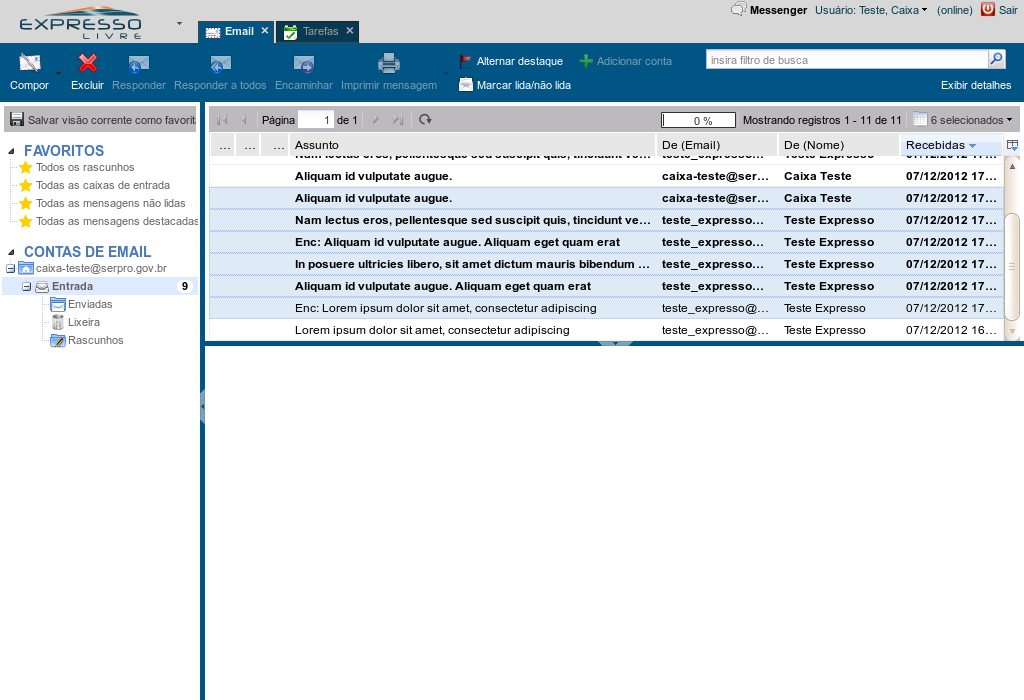 EXPRESSO
LIVRE
Email
Tarefas
Messenger
Usuário: Teste, Caixa
(online)
Sair
Compor
Excluir
Responder
Responder a todos
Encaminhar
Imprimir mensagem
Alternar destaque
Adicionar conta
Marcar lida/não lida
insira filtro de busca
Exibir detalhes
Salvar visão corrente como favorit
Página 1 de 1
0 %
Mostrando registros 1 - 11 de 11
6 selecionados
FAVORITOS
Todos os rascunhos
Todas as caixas de entrada
Todas as mensagens não lidas
Todas as mensagens destacadas
CONTAS DE EMAIL
caixa-teste@serpro.gov.br
Entrada 9
Enviadas
Lixeira
Rascunhos
... ... ... Assunto De (Email) De (Nome) Recebidas
Nam lectus eros, pellentesque sed suscipit quis, tincidunt ve... teste_expresso... Teste Expresso 07/12/2012 17...
Aliquam id vulputate augue. caixa-teste@ser... Caixa Teste 07/12/2012 17...
Aliquam id vulputate augue. caixa-teste@ser... Caixa Teste 07/12/2012 17...
Nam lectus eros, pellentesque sed suscipit quis, tincidunt ve... teste_expresso... Teste Expresso 07/12/2012 17...
Enc: Aliquam id vulputate augue. Aliquam eget quam erat teste_expresso... Teste Expresso 07/12/2012 17...
In posuere ultricies libero, sit amet dictum mauris bibendum ... teste_expresso... Teste Expresso 07/12/2012 17...
Aliquam id vulputate augue. Aliquam eget quam erat teste_expresso... Teste Expresso 07/12/2012 17...
Enc: Lorem ipsum dolor sit amet, consectetur adipiscing teste_expresso@... Teste Expresso 07/12/2012 17...
Lorem ipsum dolor sit amet, consectetur adipiscing teste_expresso@... Teste Expresso 07/12/2012 16...